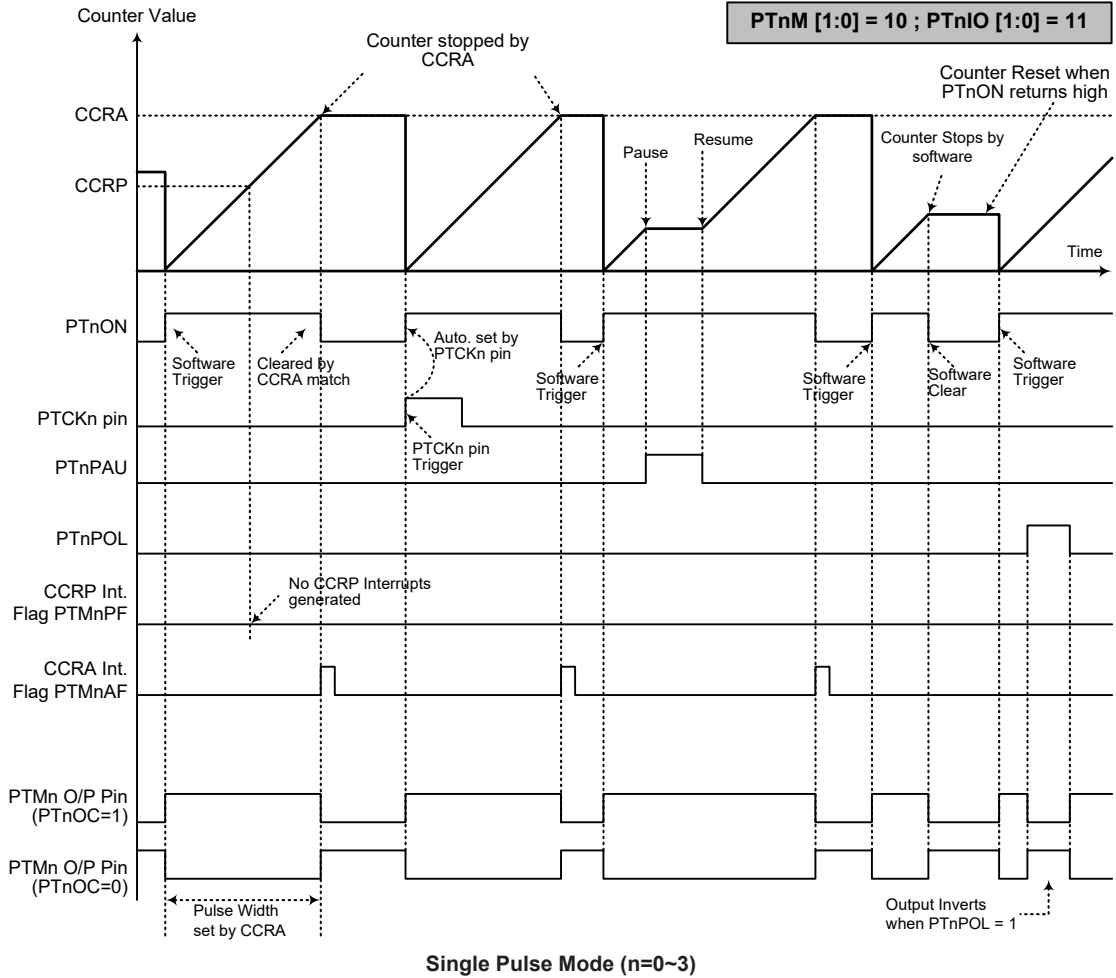 Counter Value
PTnM [1:0] = 10 ; PTnIO [1:0] = 11
Counter stopped by
CCRA
Counter Reset when
PTnON returns high
CCRA
Pause
Resume
Counter Stops by
software
CCRP
Time
PTnON
Software
Trigger
Cleared by
CCRA match
Auto. set by
PTCKn pin
Software
Trigger
Software
Trigger
Software
Clear
Software
Trigger
PTCKn pin
PTCKn pin
Trigger
PTnPAU
PTnPOL
CCRP Int.
Flag PTMnPF
No CCRP Interrupts
generated
CCRA Int.
Flag PTMnAF
PTMn O/P Pin
(PTnOC=1)
PTMn O/P Pin
(PTnOC=0)
Pulse Width
set by CCRA
Output Inverts
when PTnPOL = 1
Single Pulse Mode (n=0~3)